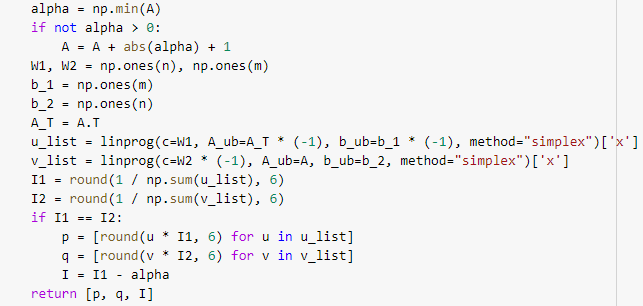 alpha = np.min(A)
if not alpha > 0:
    A = A + abs(alpha) + 1
W1, W2 = np.ones(n), np.ones(m)
b_1 = np.ones(m)
b_2 = np.ones(n)
A_T = A.T
u_list = linprog(c=W1, A_ub=A_T * (-1), b_ub=b_1 * (-1), method="simplex")['x']
v_list = linprog(c=W2 * (-1), A_ub=A, b_ub=b_2, method="simplex")['x']
I1 = round(1 / np.sum(u_list), 6)
I2 = round(1 / np.sum(v_list), 6)
if I1 == I2:
    p = [round(u * I1, 6) for u in u_list]
    q = [round(v * I2, 6) for v in v_list]
    I = I1 - alpha
return [p, q, I]